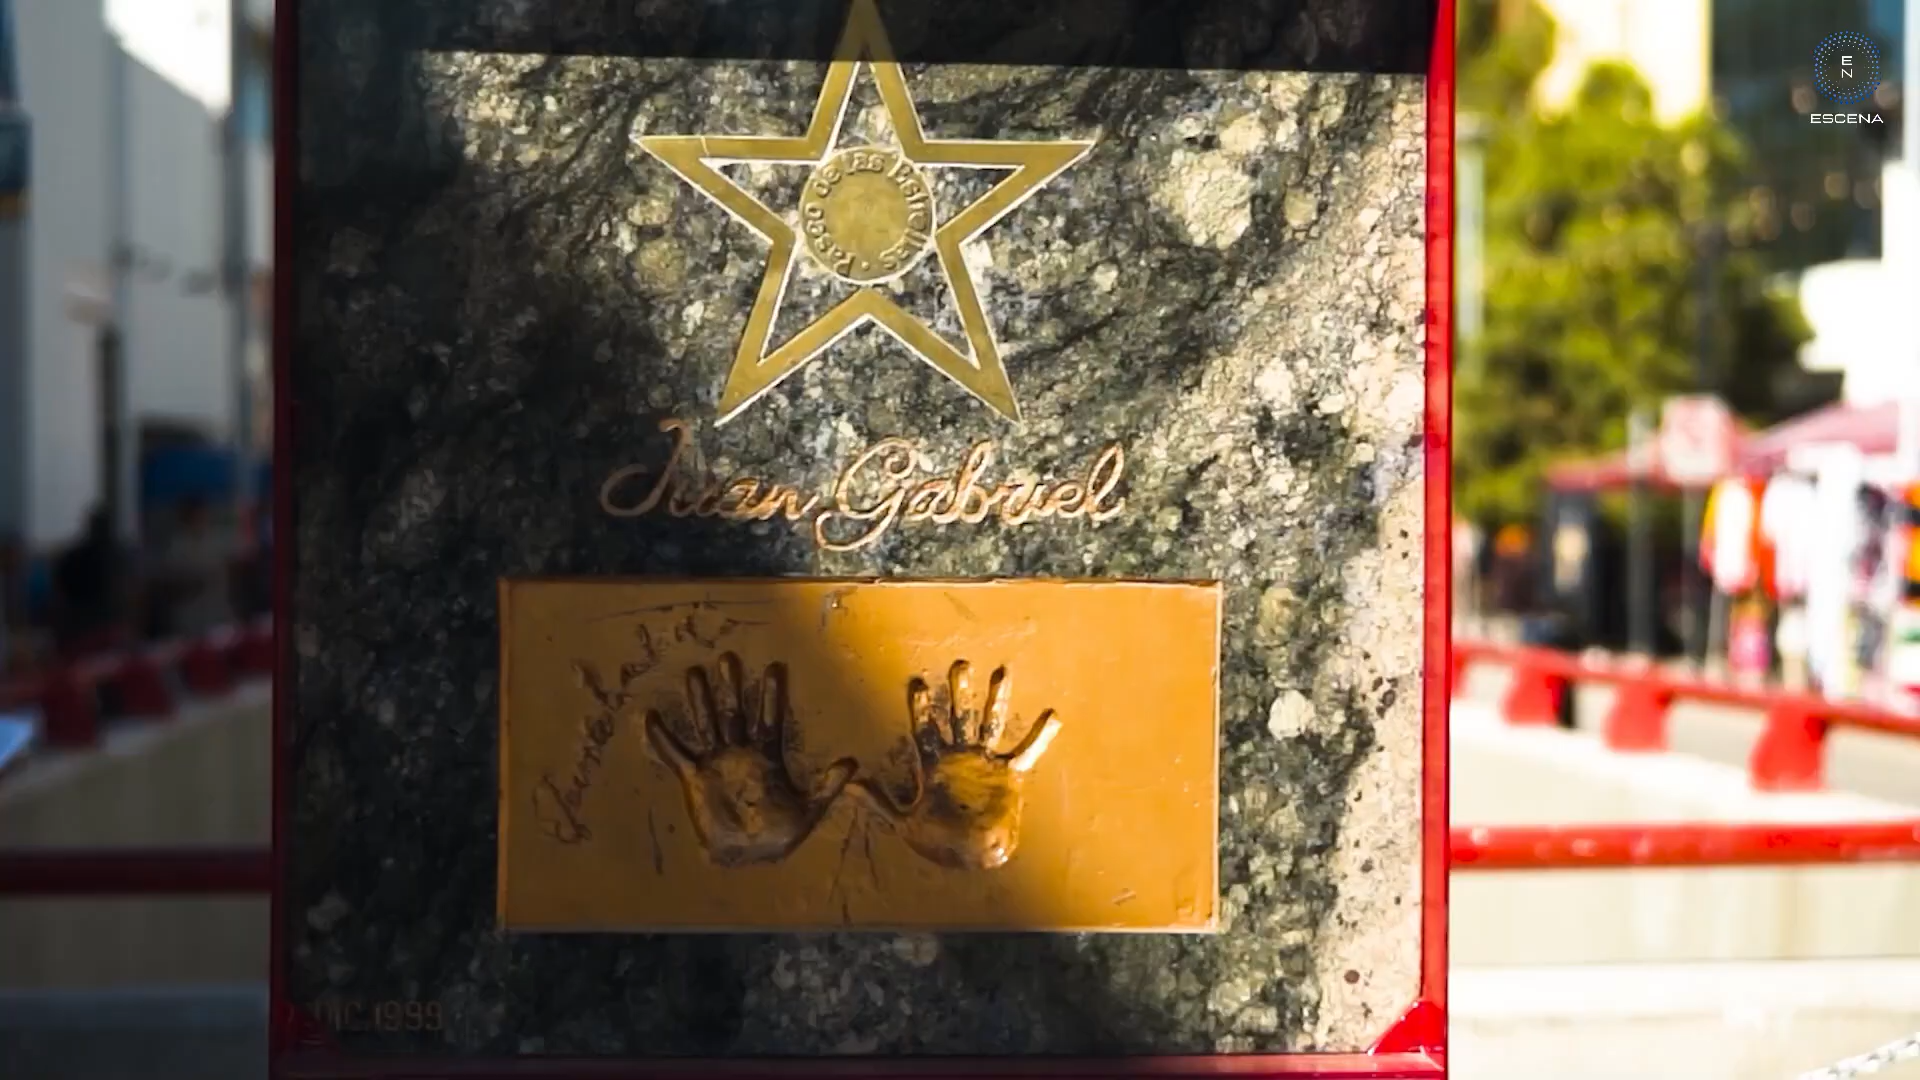 E
N
ESCENA
Paseo de las Estrellas •
Juan Gabriel
DIC.1999